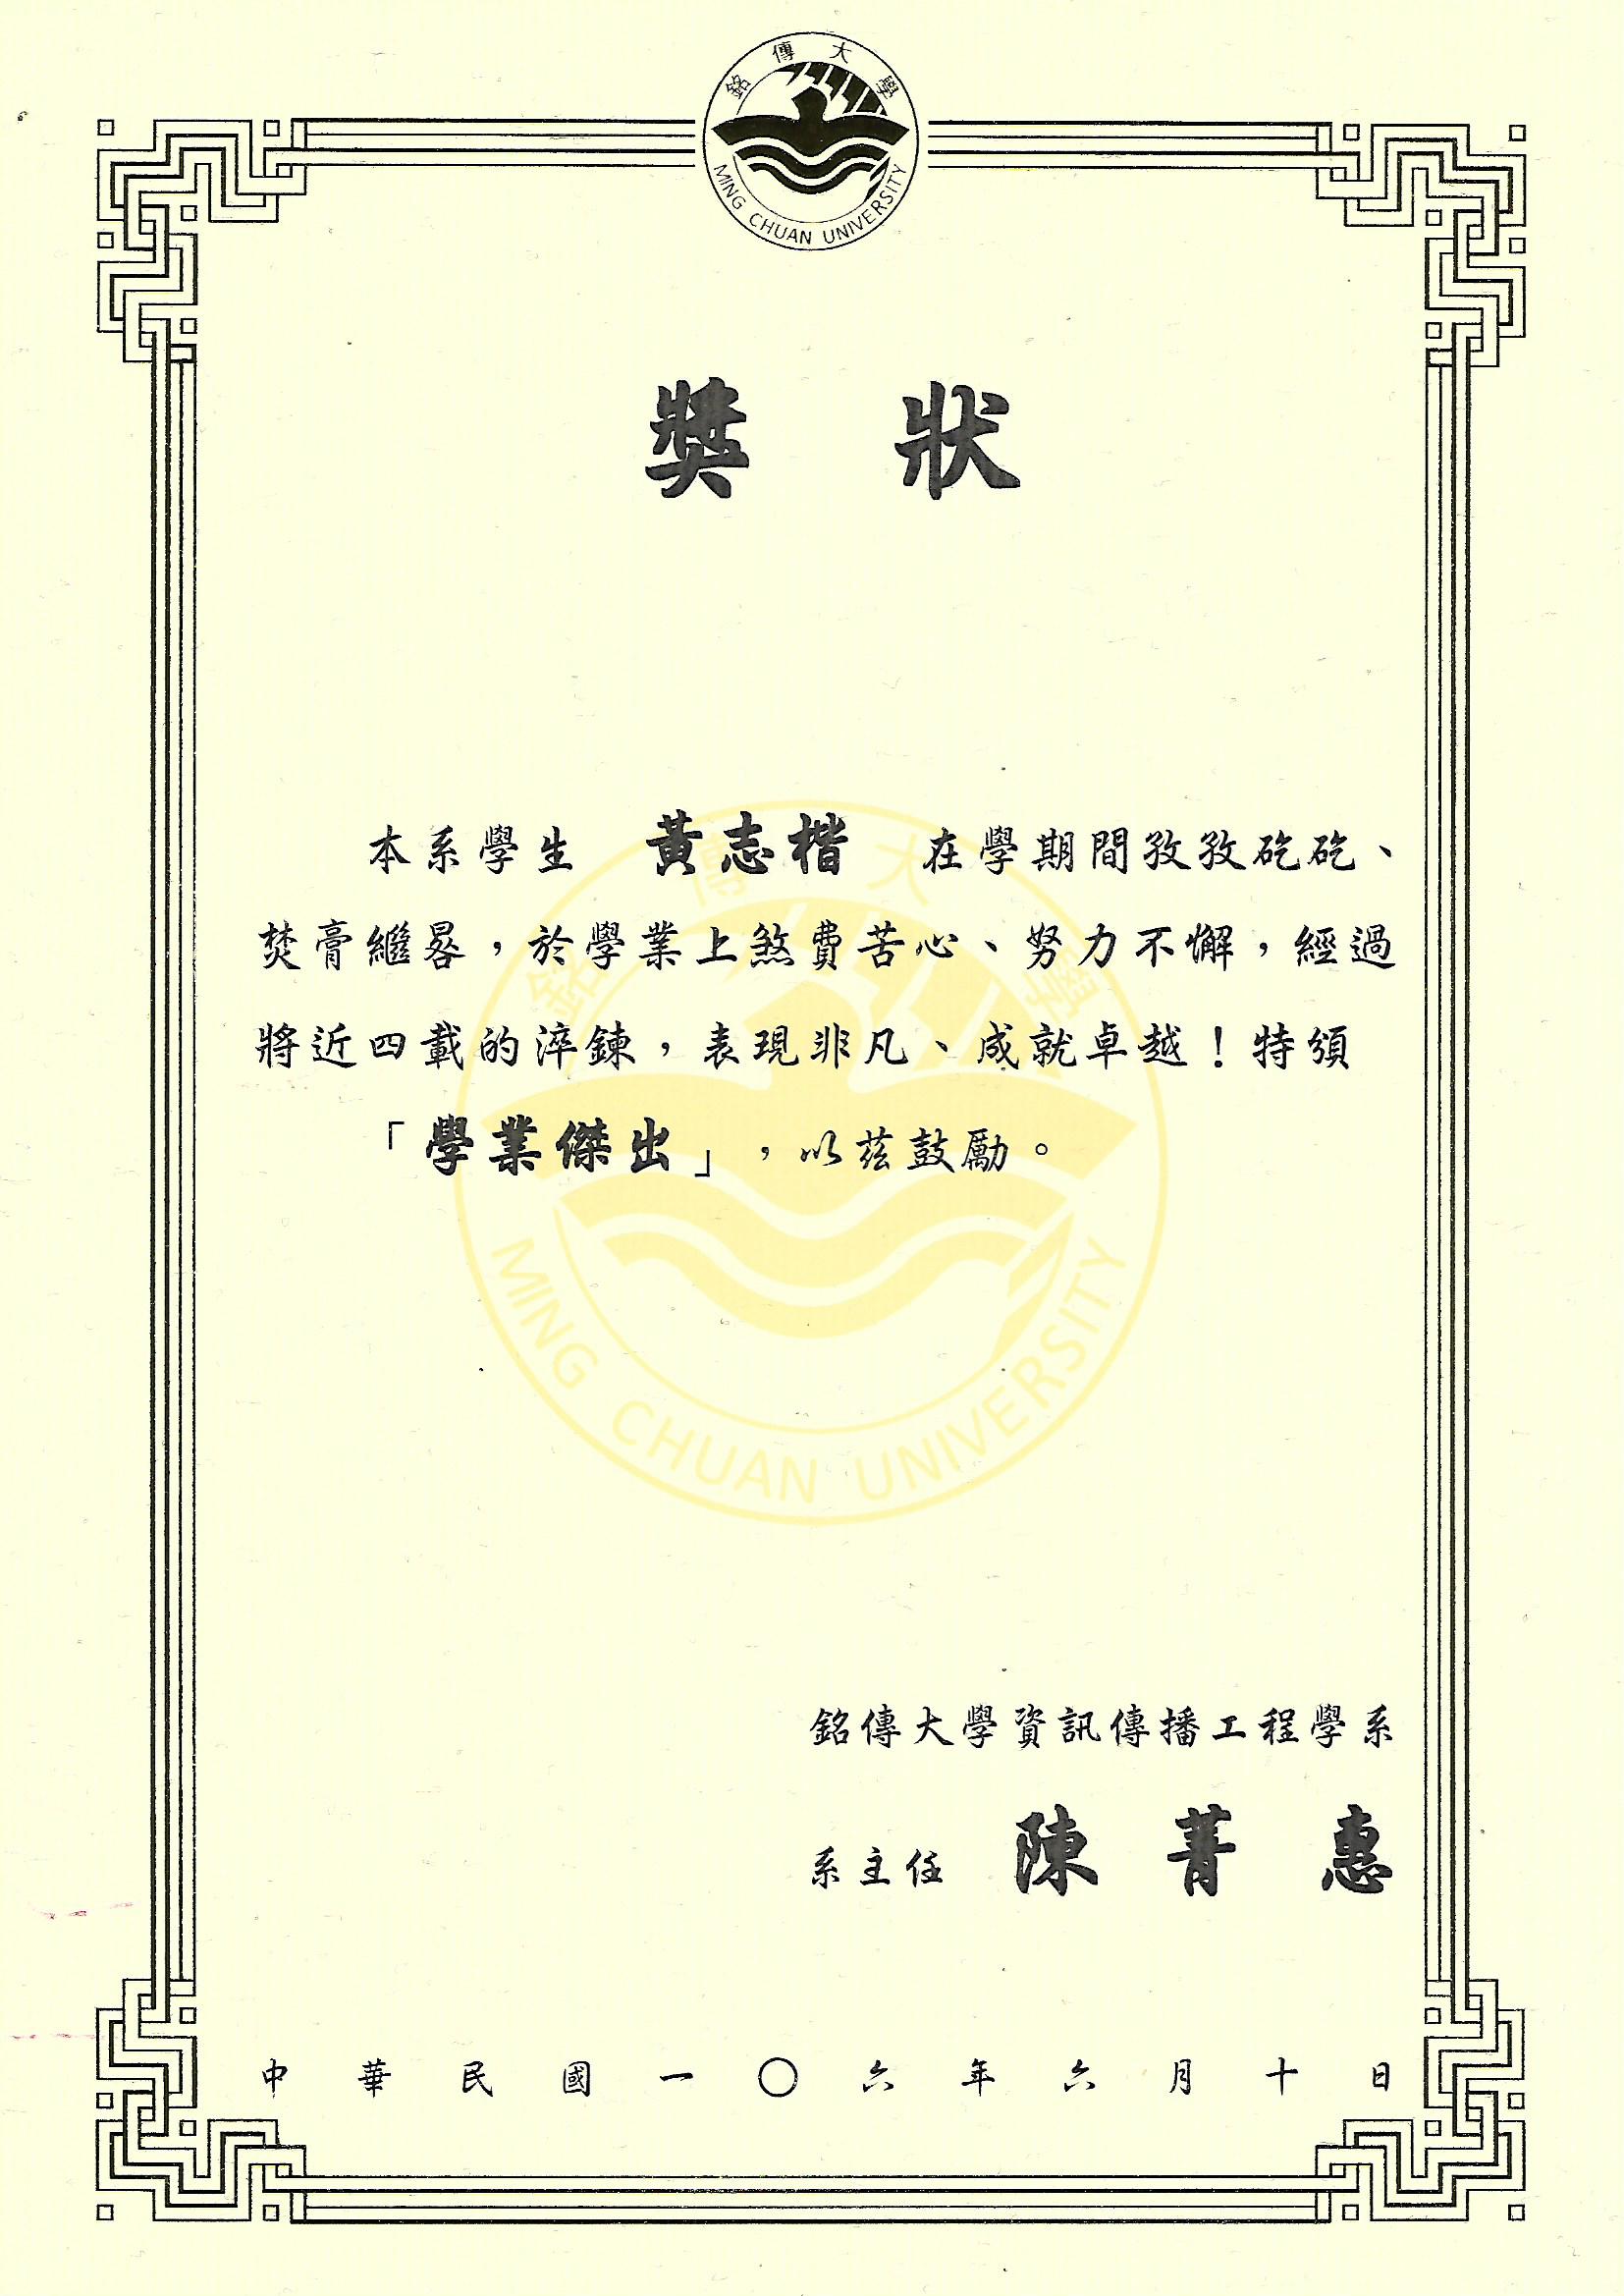 銘傳大學
MING CHUAN UNIVERSITY
獎狀
本系學生 黃志楷 在學期間孜孜矻矻、
焚膏繼晷，於學業上煞費苦心、努力不懈，經過
將近四載的淬鍊，表現非凡、成就卓越！特頒
「學業傑出」，以茲鼓勵。
銘傳大學
MING CHUAN UNIVERSITY
銘傳大學資訊傳播工程學系
系主任 陳菁惠
中華民國一〇六年六月十日